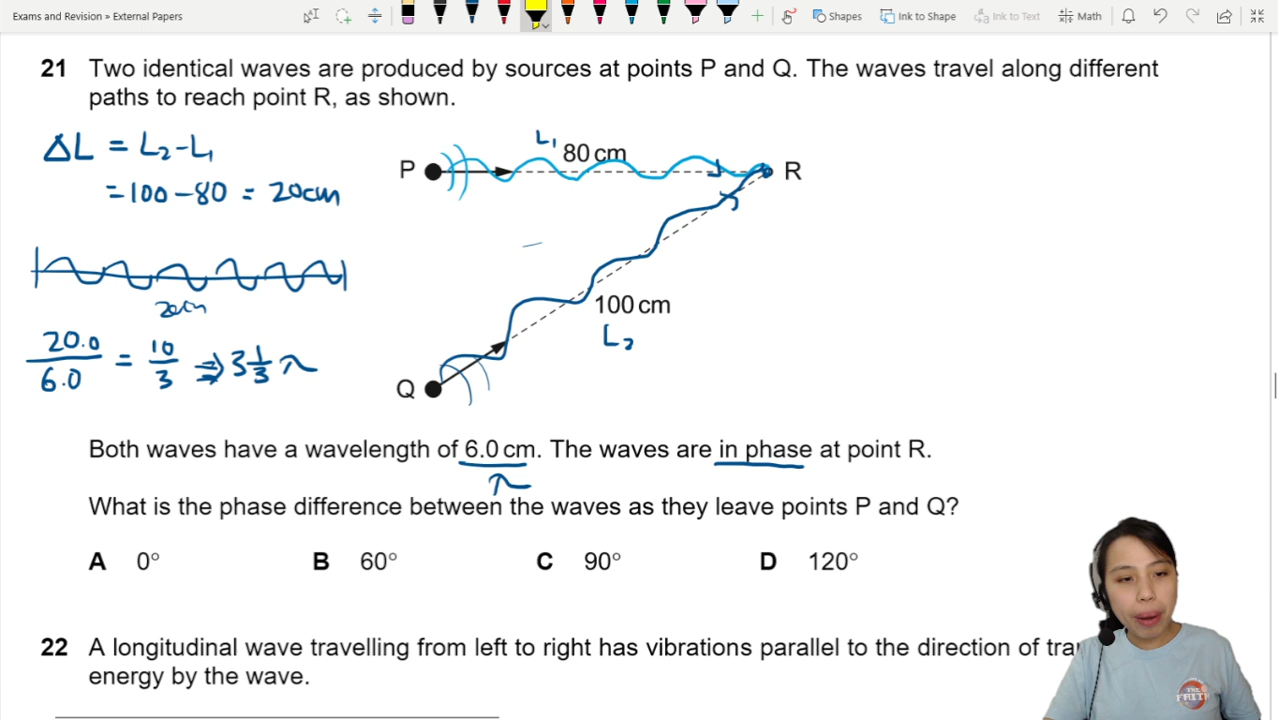 Exams and Revision » External Papers
Shapes
Ink to Shape
Ink to Text
Math
21 Two identical waves are produced by sources at points P and Q. The waves travel along different
paths to reach point R, as shown.
ΔL = L₂-L₁
=100-80 = 20cm
L₁
80 cm
P
R
20cm
20.0/6.0 = 10/3 ⇒ 3 1/3 λ
100 cm
L₂
Q
Both waves have a wavelength of 6.0 cm. The waves are in phase at point R.
λ
What is the phase difference between the waves as they leave points P and Q?
A 0° B 60° C 90° D 120°
22 A longitudinal wave travelling from left to right has vibrations parallel to the direction of
energy by the wave.